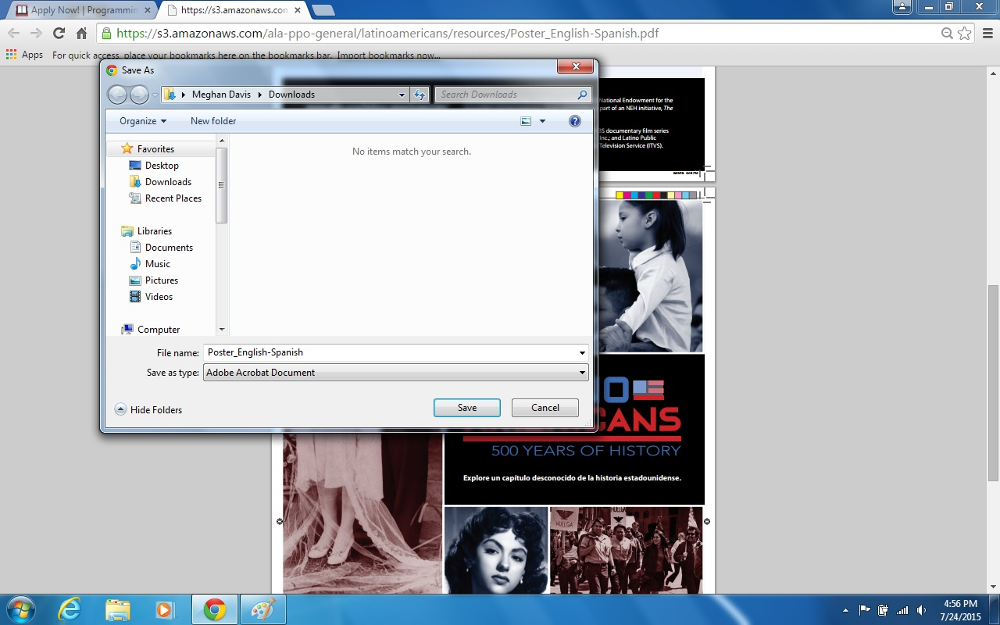 Apply Now! | Programmin
https://s3.amazonaws.com
https://s3.amazonaws.com/ala-ppo-general/latinoamericans/resources/Poster_English-Spanish.pdf
Apps For quick access, place your bookmarks here on the bookmarks bar. Import bookmarks now...
Save As
Meghan Davis Downloads
Search Downloads
Organize New folder
No items match your search.
Favorites
Desktop
Downloads
Recent Places
Libraries
Documents
Music
Pictures
Videos
Computer
File name: Poster_English-Spanish
Save as type: Adobe Acrobat Document
Hide Folders
Save Cancel
National Endowment for the
part of an NEH initiative, The
documentary film series
Inc.; and Latino Public
Television Service (ITVS).
O
CANS
500 YEARS OF HISTORY
Explore un capítulo desconocido de la historia estadounidense.
HUELGA
HUELGA
4:56 PM
7/24/2015